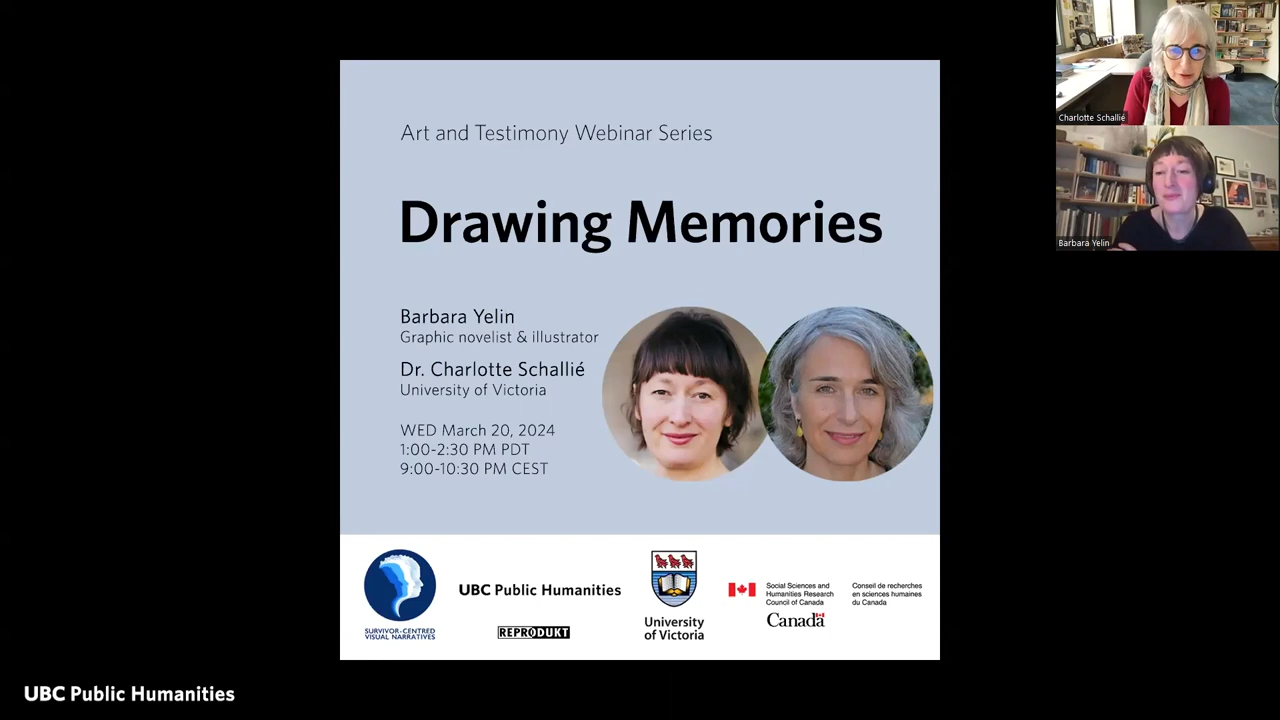 Art and Testimony Webinar Series
Drawing Memories
Barbara Yelin
Graphic novelist & illustrator
Dr. Charlotte Schallié
University of Victoria
WED March 20, 2024
1:00-2:30 PM PDT
9:00-10:30 PM CEST
SURVIVOR-CENTRED
VISUAL NARRATIVES
UBC Public Humanities
REPRODUKT
University
of Victoria
Social Sciences and
Humanities Research
Council of Canada
Conseil de recherches
en sciences humaines
du Canada
Canada
Charlotte Schallié
Barbara Yelin
UBC Public Humanities